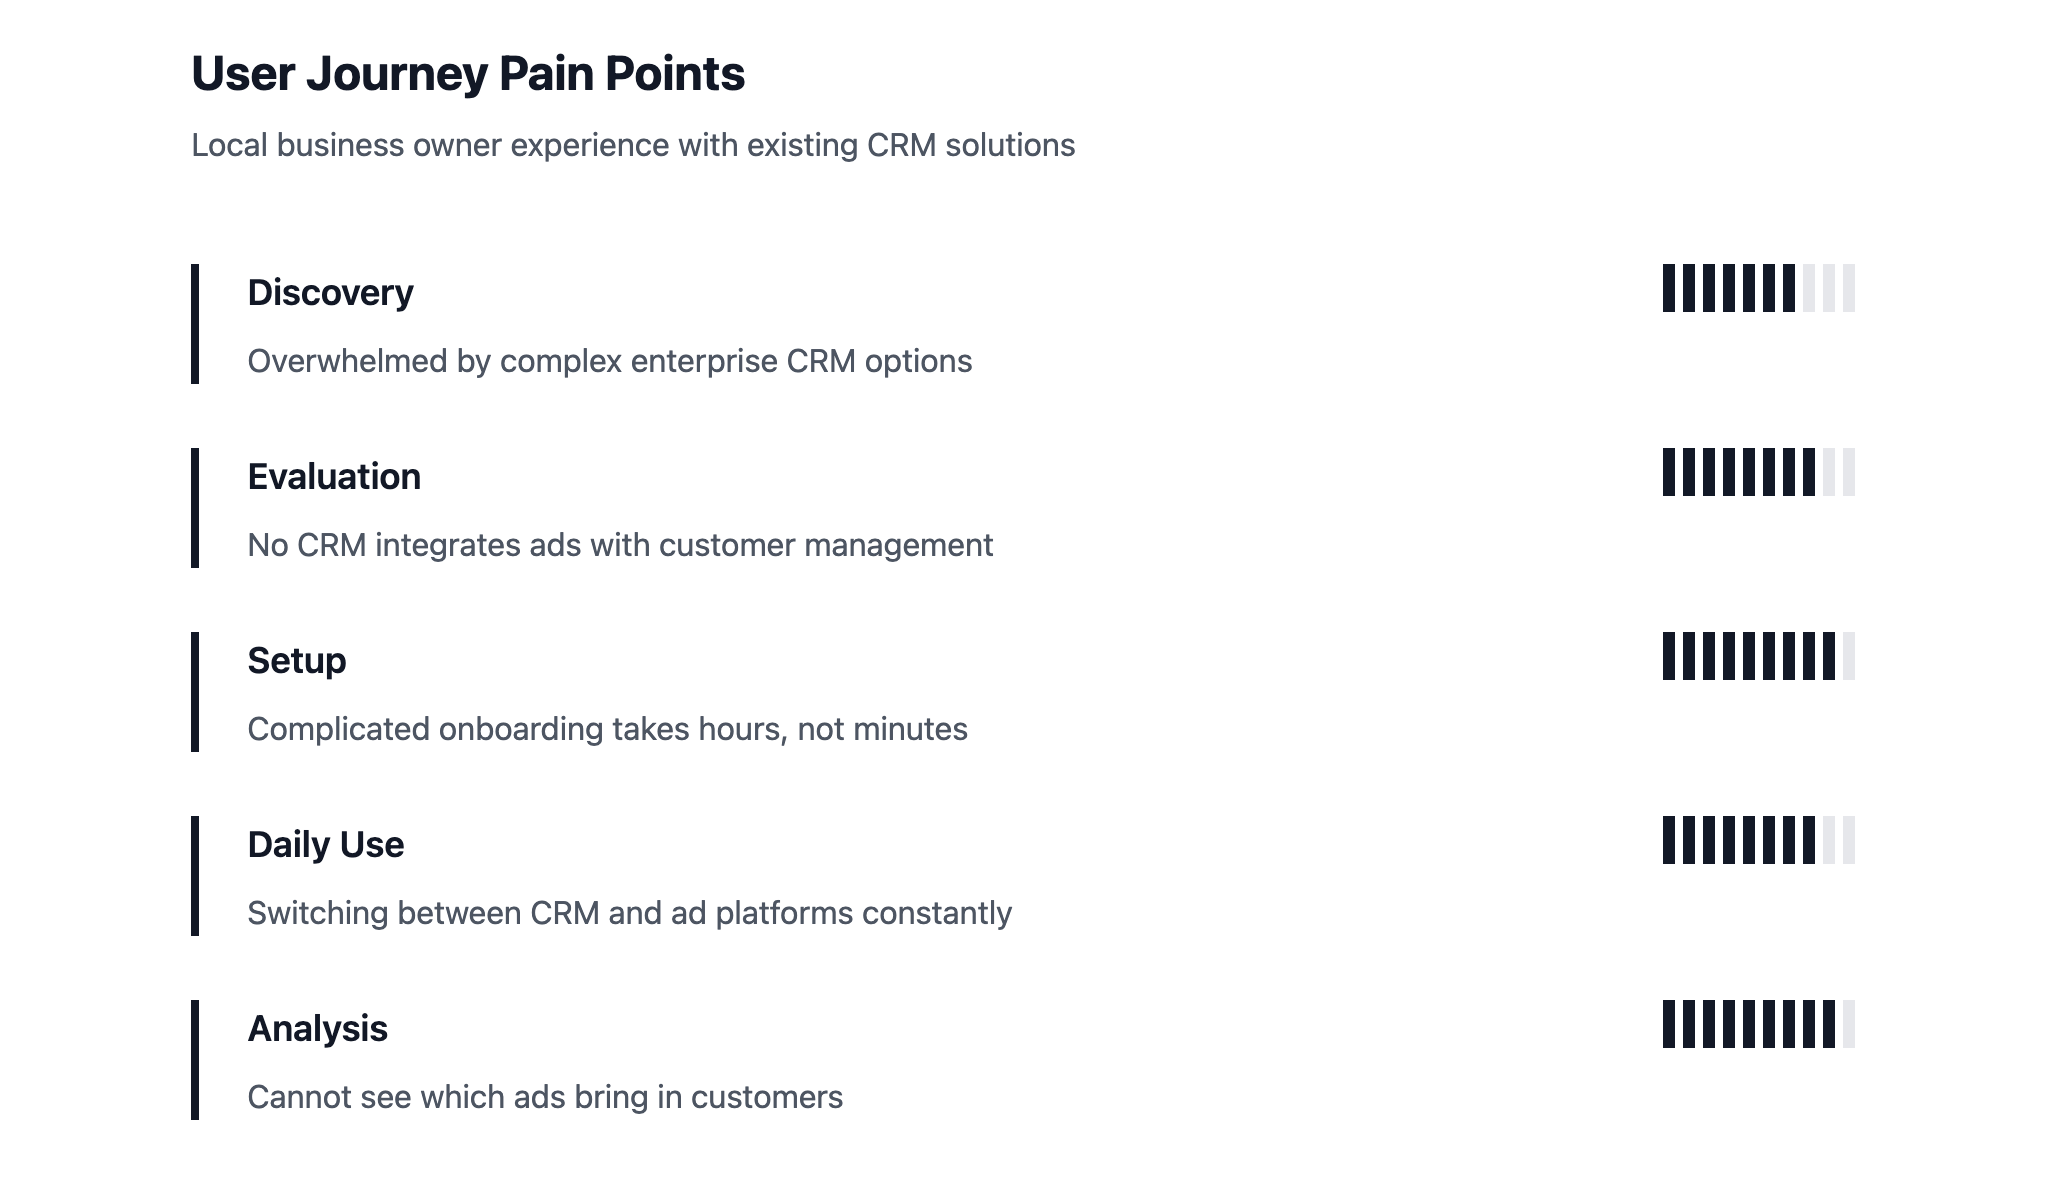 User Journey Pain Points
Local business owner experience with existing CRM solutions
Discovery
Overwhelmed by complex enterprise CRM options
Evaluation
No CRM integrates ads with customer management
Setup
Complicated onboarding takes hours, not minutes
Daily Use
Switching between CRM and ad platforms constantly
Analysis
Cannot see which ads bring in customers